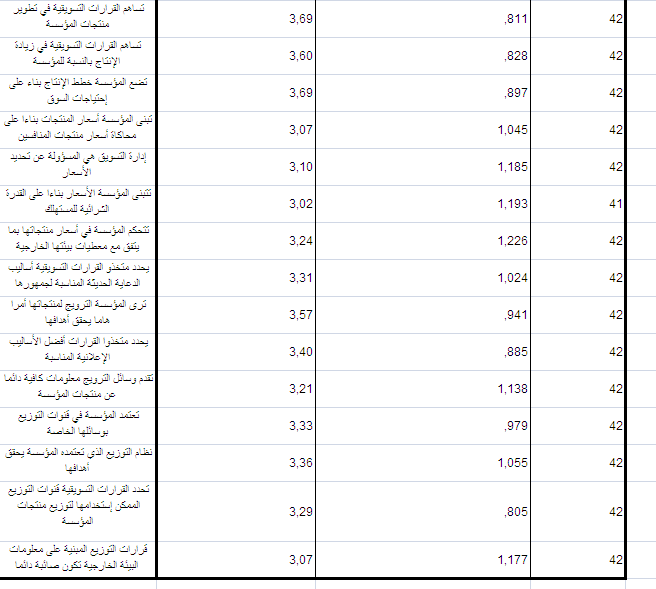 تساهم القرارات التسويقية في تطوير
منتجات المؤسسة
3,69 ,811 42
تساهم القرارات التسويقية في زيادة
الإنتاج بالنسبة للمؤسسة
3,60 ,828 42
تضع المؤسسة خطط الإنتاج بناء على
إحتياجات السوق
3,69 ,897 42
تبنى المؤسسة أسعار المنتجات بناءا على
محاكاة أسعار منتجات المنافسين
3,07 1,045 42
إدارة التسويق هي المسؤولة عن تحديد
الأسعار
3,10 1,185 42
تتبنى المؤسسة الأسعار بناءا على القدرة
الشرائية للمستهلك
3,02 1,193 41
تتحكم المؤسسة في أسعار منتجاتها بما
يتفق مع معطيات بيئتها الخارجية
3,24 1,226 42
يحدد متخذو القرارات التسويقية أساليب
الدعاية الحديثة المناسبة لجمهورها
3,31 1,024 42
ترى المؤسسة الترويج لمنتجاتها أمرا
هاما يحقق أهدافها
3,57 ,941 42
يحدد متخذوا القرارات أفضل الأساليب
الإعلانية المناسبة
3,40 ,885 42
تقدم وسائل الترويج معلومات كافية دائما
عن منتجات المؤسسة
3,21 1,138 42
تعتمد المؤسسة في قنوات التوزيع
بوسائلها الخاصة
3,33 ,979 42
نظام التوزيع الذي تعتمده المؤسسة يحقق
أهدافها
3,36 1,055 42
تحدد القرارات التسويقية قنوات التوزيع
الممكن إستخدامها لتوزيع منتجات
المؤسسة
3,29 ,805 42
قرارات التوزيع المبنية على معلومات
البيئة الخارجية تكون صائبة دائما
3,07 1,177 42